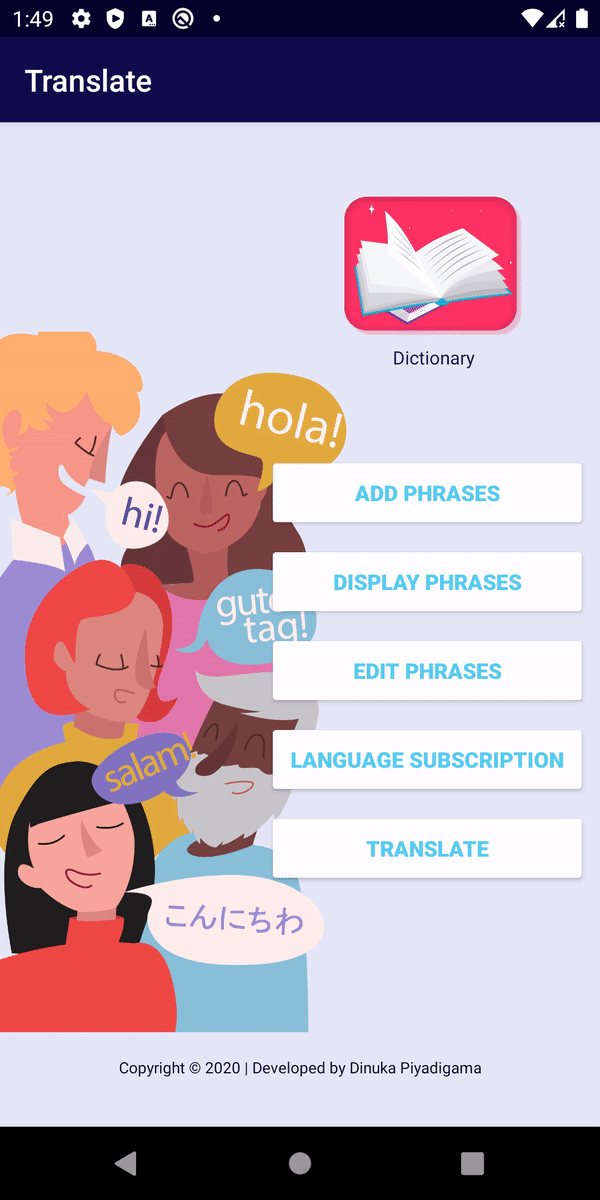 1:49
Translate
Dictionary
hola!
ADD PHRASES
hi!
DISPLAY PHRASES
gute
tag!
EDIT PHRASES
LANGUAGE SUBSCRIPTION
salam!
TRANSLATE
こんにちわ
Copyright © 2020 | Developed by Dinuka Piyadigama